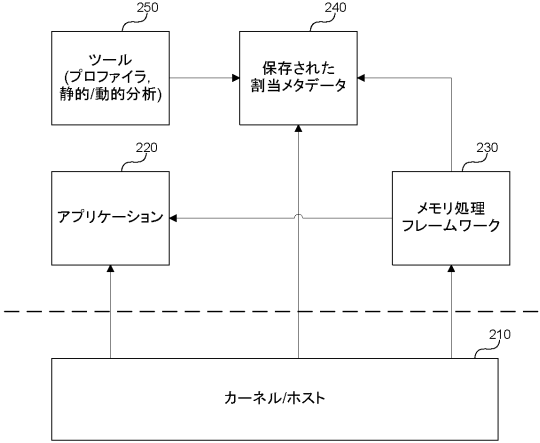 250
ツール
(プロファイラ,
静的/動的分析)
240
保存された
割当メタデータ
220
アプリケーション
230
メモリ処理
フレームワーク
210
カーネル/ホスト